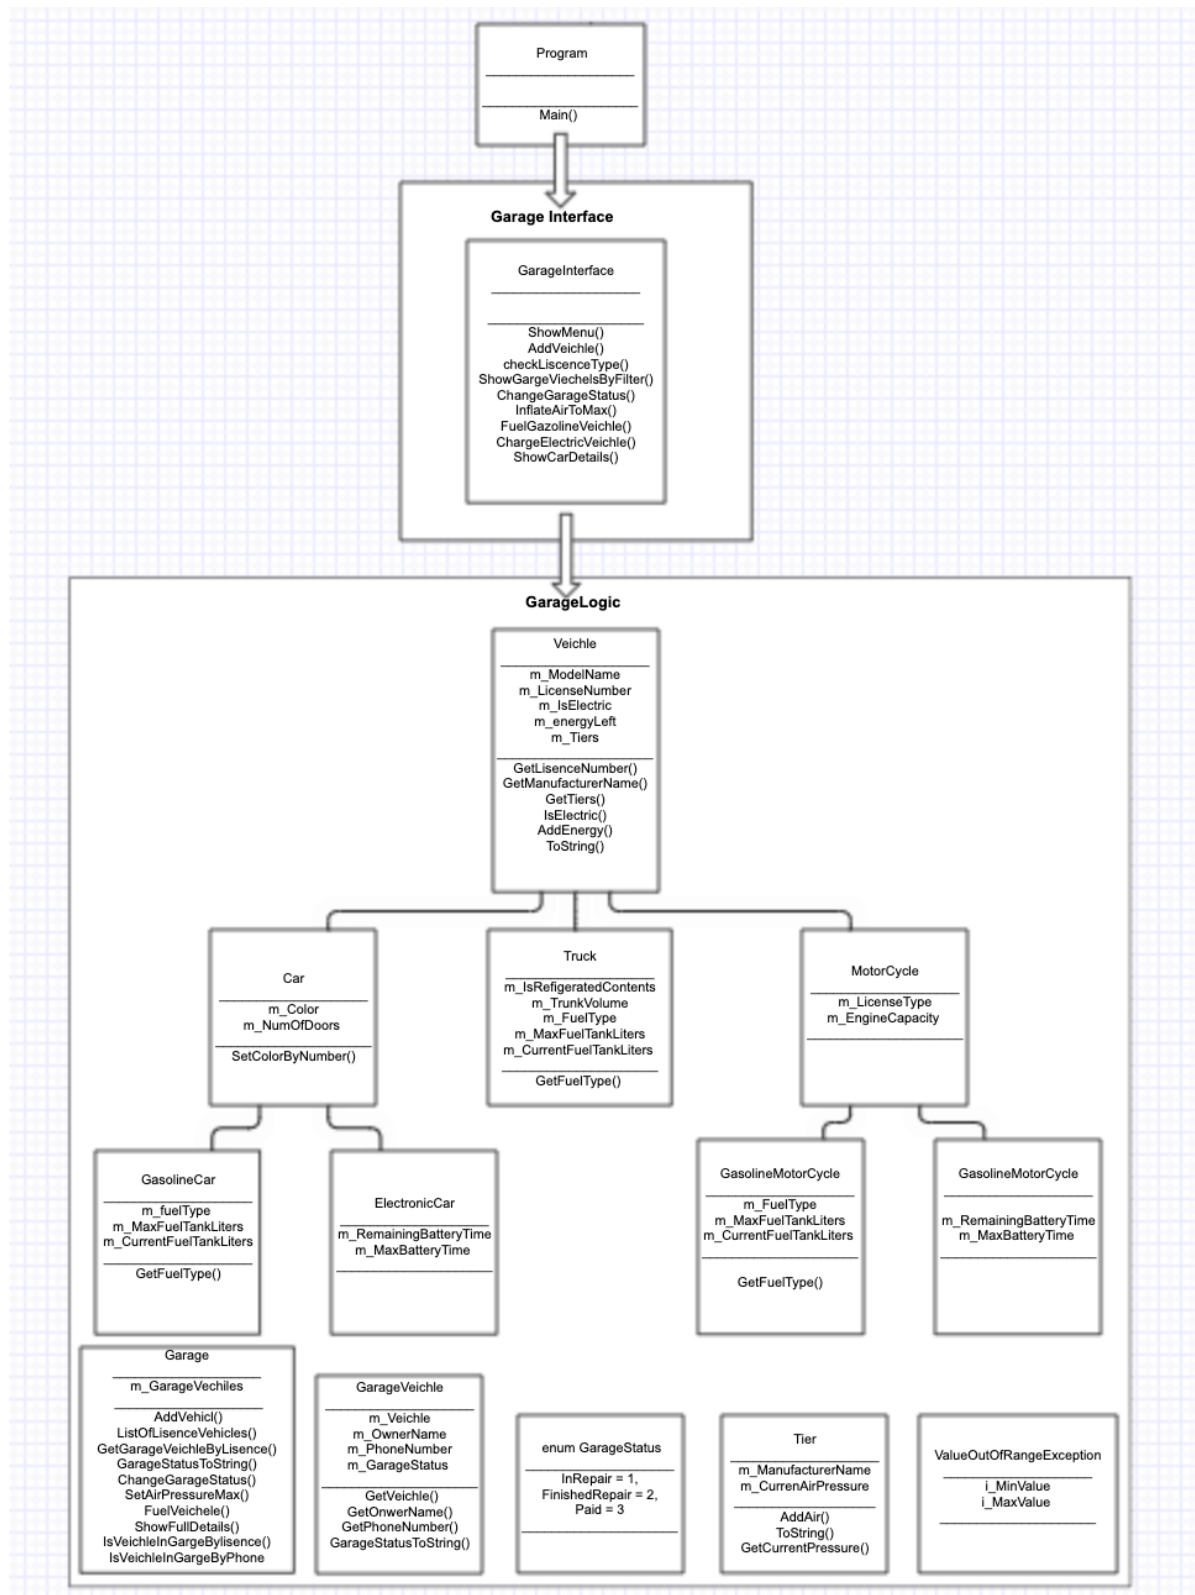 Program
Main()
Garage Interface
GarageInterface
ShowMenu()
AddVeichle()
checkLiscenceType()
ShowGargeViechelsByFilter()
ChangeGarageStatus()
InflateAirToMax()
FuelGazolineVeichle()
ChargeElectricVeichle()
ShowCarDetails()
GarageLogic
Veichle
m_ModelName
m_LicenseNumber
m_IsElectric
m_energyLeft
m_Tiers
GetLisenceNumber()
GetManufacturerName()
GetTiers()
IsElectric()
AddEnergy()
ToString()
Car
m_Color
m_NumOfDoors
SetColorByNumber()
Truck
m_IsRefigeratedContents
m_TrunkVolume
m_FuelType
m_MaxFuelTankLiters
m_CurrentFuelTankLiters
GetFuelType()
MotorCycle
m_LicenseType
m_EngineCapacity
GasolineCar
m_fuelType
m_MaxFuelTankLiters
m_CurrentFuelTankLiters
GetFuelType()
ElectronicCar
m_RemainingBatteryTime
m_MaxBatteryTime
GasolineMotorCycle
m_FuelType
m_MaxFuelTankLiters
m_CurrentFuelTankLiters
GetFuelType()
GasolineMotorCycle
m_RemainingBatteryTime
m_MaxBatteryTime
Garage
m_GarageVechiles
AddVehicl()
ListOfLisenceVehicles()
GetGarageVeichleByLisence()
GarageStatusToString()
ChangeGarageStatus()
SetAirPressureMax()
FuelVeichele()
ShowFullDetails()
IsVeichleInGargeBylisence()
IsVeichleInGargeByPhone
GarageVeichle
m_Veichle
m_OwnerName
m_PhoneNumber
m_GarageStatus
GetVeichle()
GetOnwerName()
GetPhoneNumber()
GarageStatusToString()
enum GarageStatus
InRepair = 1,
FinishedRepair = 2,
Paid = 3
Tier
m_ManufacturerName
m_CurrenAirPressure
AddAir()
ToString()
GetCurrentPressure()
ValueOutOfRangeException
i_MinValue
i_MaxValue